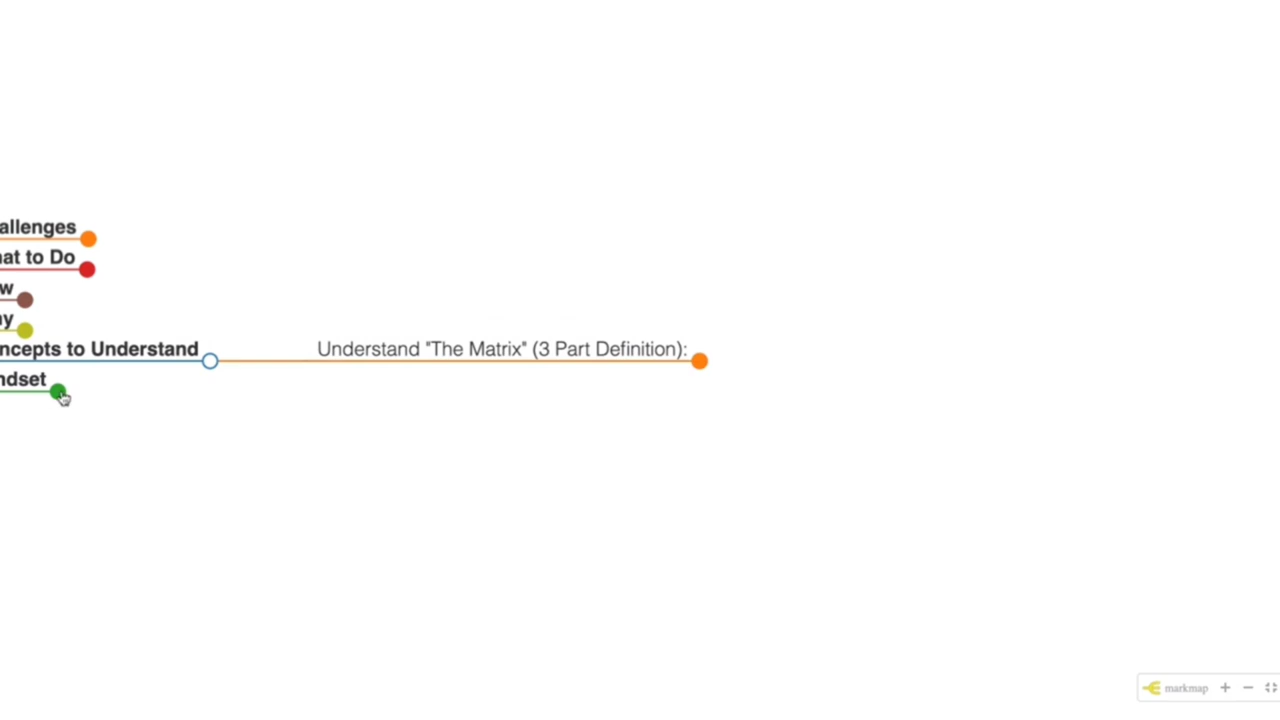 allenges
at to Do
w
y
ncepts to Understand
Understand "The Matrix" (3 Part Definition):
ndset
markmap